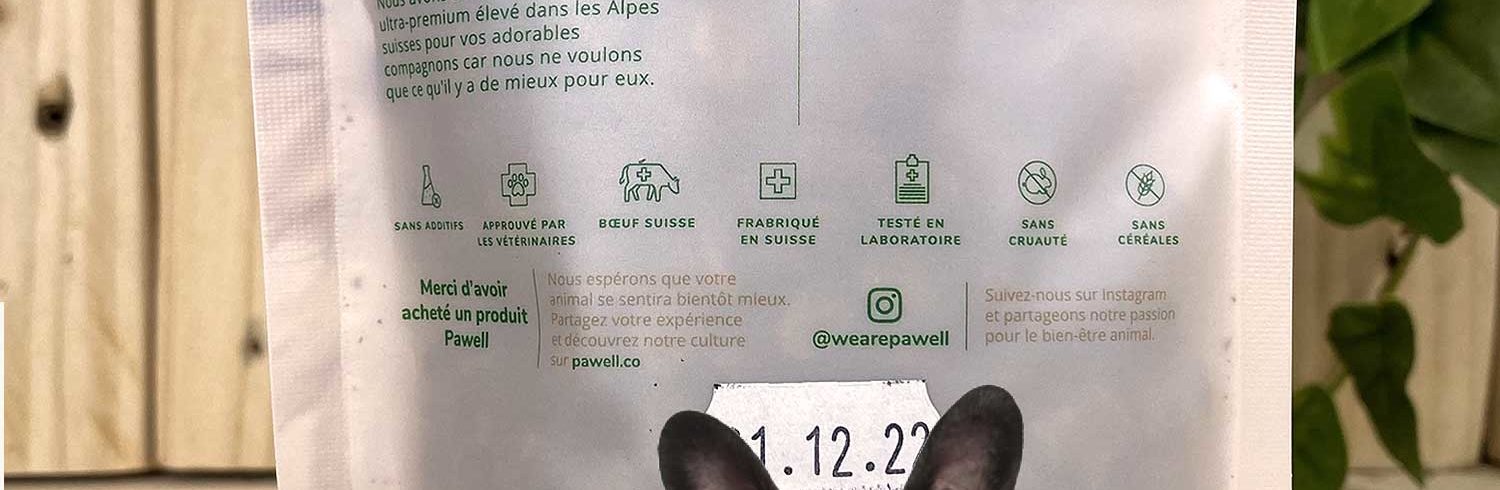 Nous
ultra-premium élevé dans les Alpes
suisses pour vos adorables
compagnons car nous ne voulons
que ce qu'il y a de mieux pour eux.
SANS ADDITIFS
APPROUVÉ PAR
LES VÉTÉRINAIRES
BŒUF SUISSE
FRABRIQUÉ
EN SUISSE
TESTÉ EN
LABORATOIRE
SANS
CRUAUTÉ
SANS
CÉRÉALES
Merci d'avoir
acheté un produit
Pawell
Nous espérons que votre
animal se sentira bientôt mieux.
Partagez votre expérience
et découvrez notre culture
sur pawell.co
@wearepawell
Suivez-nous sur Instagram
et partageons notre passion
pour le bien-être animal.
1.12.22